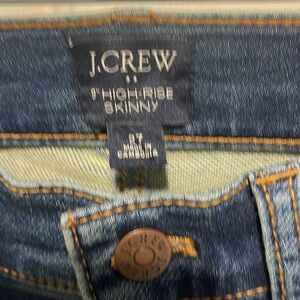 J.CREW
9" HIGH-RISE
SKINNY
27
MADE IN
CAMBODIA
J.CREW